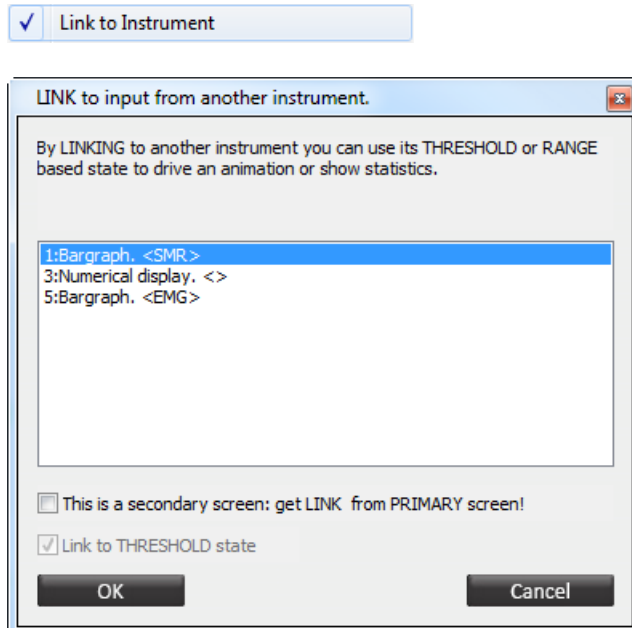 Link to Instrument
LINK to input from another instrument.
By LINKING to another instrument you can use its THRESHOLD or RANGE
based state to drive an animation or show statistics.
1:Bargraph. <SMR>
3:Numerical display. <>
5:Bargraph. <EMG>
This is a secondary screen: get LINK from PRIMARY screen!
Link to THRESHOLD state
OK
Cancel